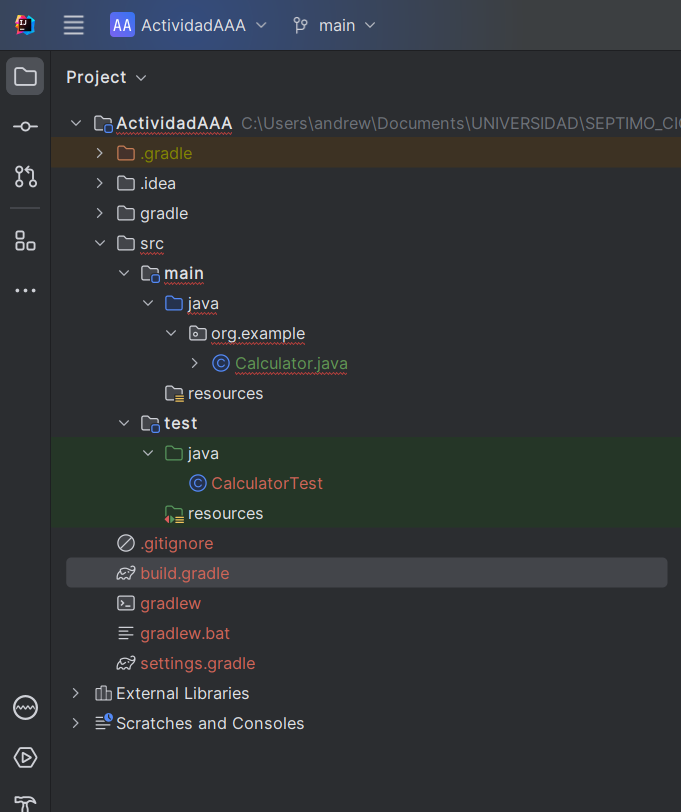 AA ActividadAAA main
Project
ActividadAAA C:\Users\andrew\Documents\UNIVERSIDAD\SEPTIMO_CIC
.gradle
.idea
gradle
src
main
java
org.example
Calculator.java
resources
test
java
CalculatorTest
resources
.gitignore
build.gradle
gradlew
gradlew.bat
settings.gradle
External Libraries
Scratches and Consoles